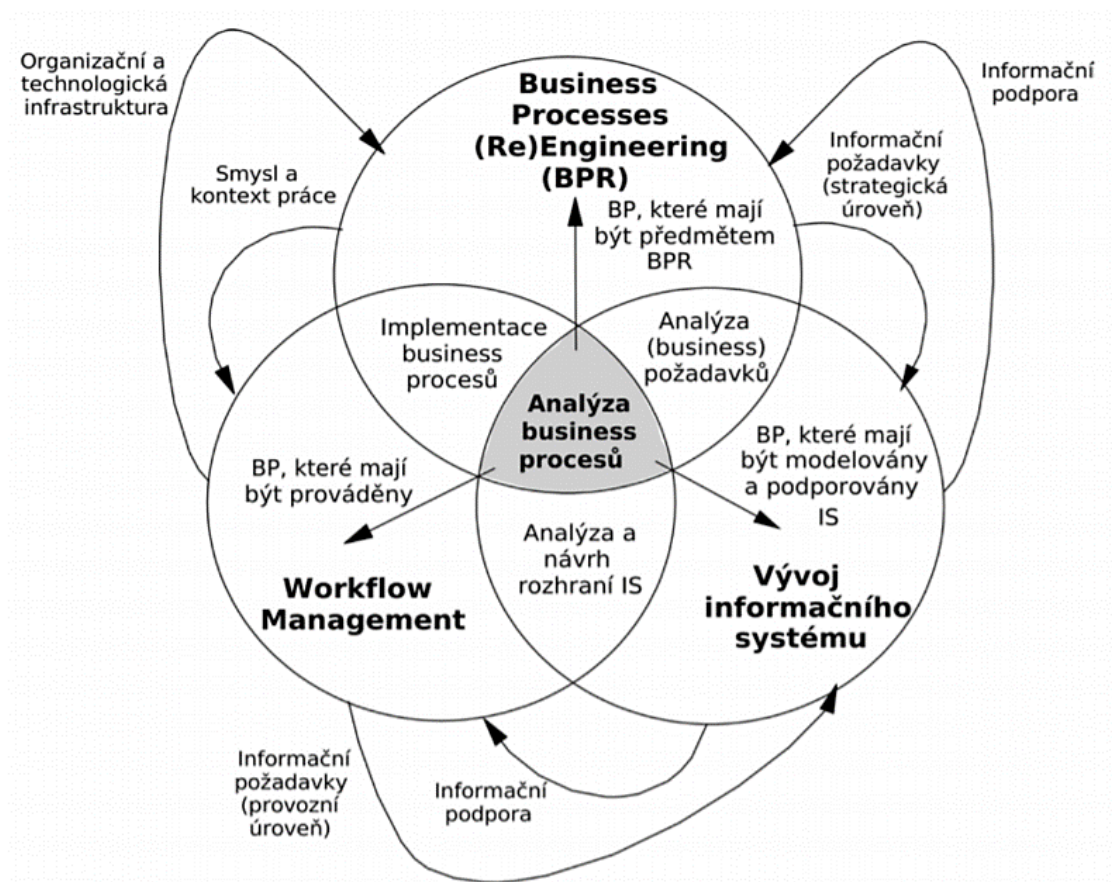 Organizační a
technologická
infrastruktura
Business
Processes
(Re)Engineering
(BPR)
Informační
podpora
Smysl a
kontext práce
Informační
požadavky
(strategická
úroveň)
BP, které mají
být předmětem
BPR
Implementace
business
procesů
Analýza
(business)
požadavků
Analýza
business
procesů
BP, které mají
být prováděny
BP, které mají
být modelovány
a podporovány
IS
Analýza a
návrh
rozhraní IS
Workflow
Management
Vývoj
informačního
systému
Informační
požadavky
(provozní
úroveň)
Informační
podpora